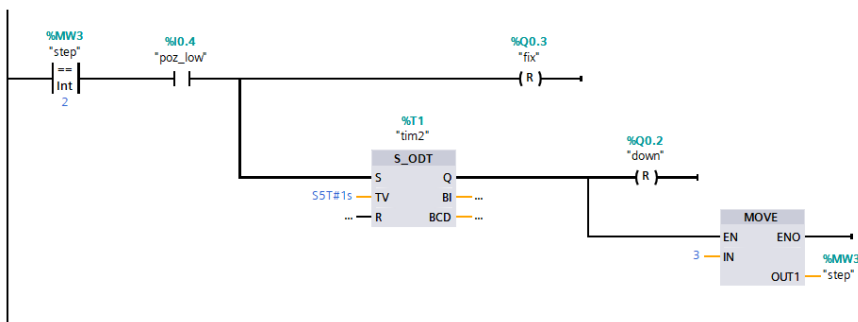 %MW3
"step"
==
Int
2
%I0.4
"poz_low"
%Q0.3
"fix"
R
%T1
"tim2"
S_ODT
S
Q
S5T#1s
TV
BI
...
...
R
BCD
...
%Q0.2
"down"
R
MOVE
EN
ENO
3
IN
%MW3
OUT1
"step"